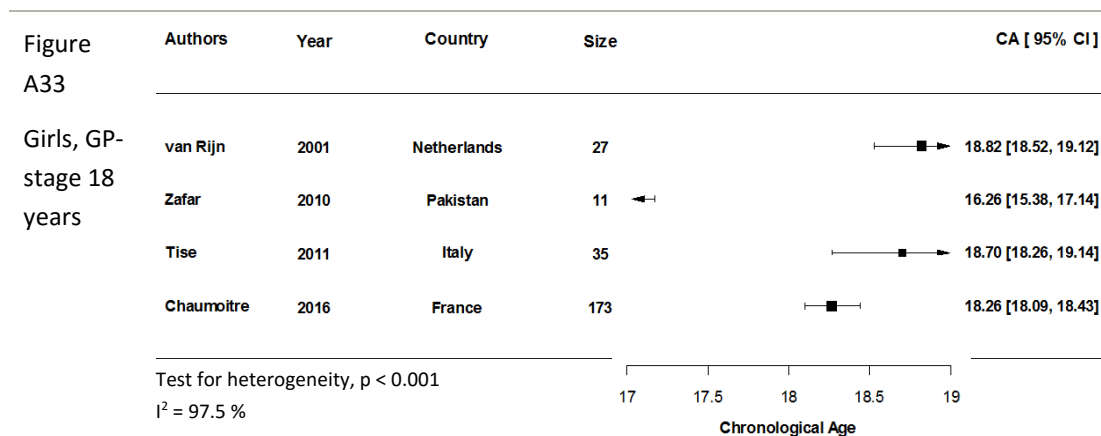 Figure A33
Girls, GP-stage 18 years
Authors Year Country Size CA [ 95% CI ]
van Rijn 2001 Netherlands 27 18.82 [18.52, 19.12]
Zafar 2010 Pakistan 11 16.26 [15.38, 17.14]
Tise 2011 Italy 35 18.70 [18.26, 19.14]
Chaumoitre 2016 France 173 18.26 [18.09, 18.43]
Test for heterogeneity, p < 0.001
I² = 97.5 %
17 17.5 18 18.5 19
Chronological Age